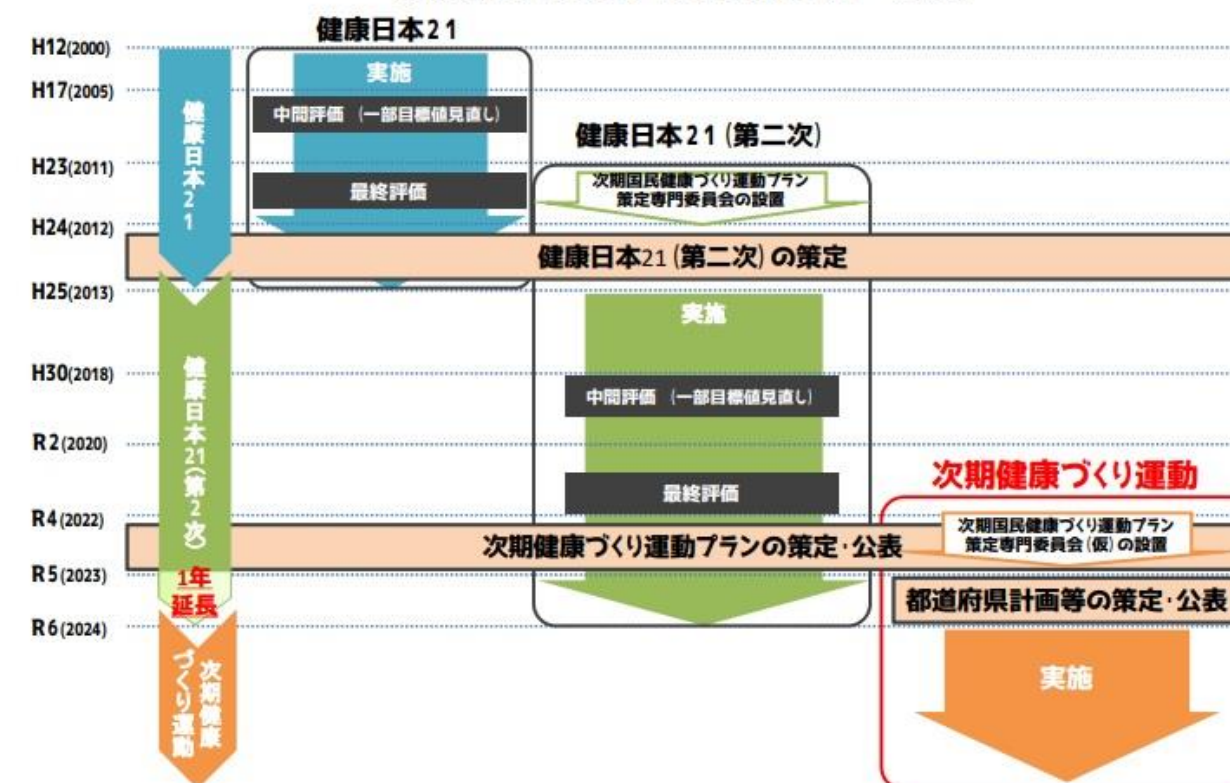 健康日本21
H12(2000)
実施
H17(2005)
中間評価 (一部目標値見直し)
健康日本21
健康日本21(第二次)
H23(2011)
次期国民健康づくり運動プラン
策定専門委員会の設置
最終評価
H24(2012)
健康日本21(第二次)の策定
H25(2013)
実施
H30(2018)
中間評価 (一部目標値見直し)
健康日本21(第2次)
R2(2020)
次期健康づくり運動
最終評価
R4(2022)
次期国民健康づくり運動プラン
策定専門委員会(仮)の設置
次期健康づくり運動プランの策定・公表
R5(2023)
1年
延長
都道府県計画等の策定・公表
R6(2024)
次期健康
づくり運動
実施